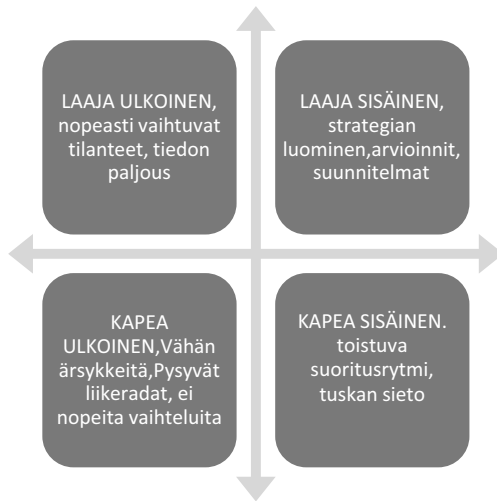 LAAJA ULKOINEN,
nopeasti vaihtuvat
tilanteet, tiedon
paljous
LAAJA SISÄINEN,
strategian
luominen,arvioinnit,
suunnitelmat
KAPEA
ULKOINEN,Vähän
ärsykkeitä,Pysyvät
liikeradat, ei
nopeita vaihteluita
KAPEA SISÄINEN.
toistuva
suoritusrytmi,
tuskan sieto